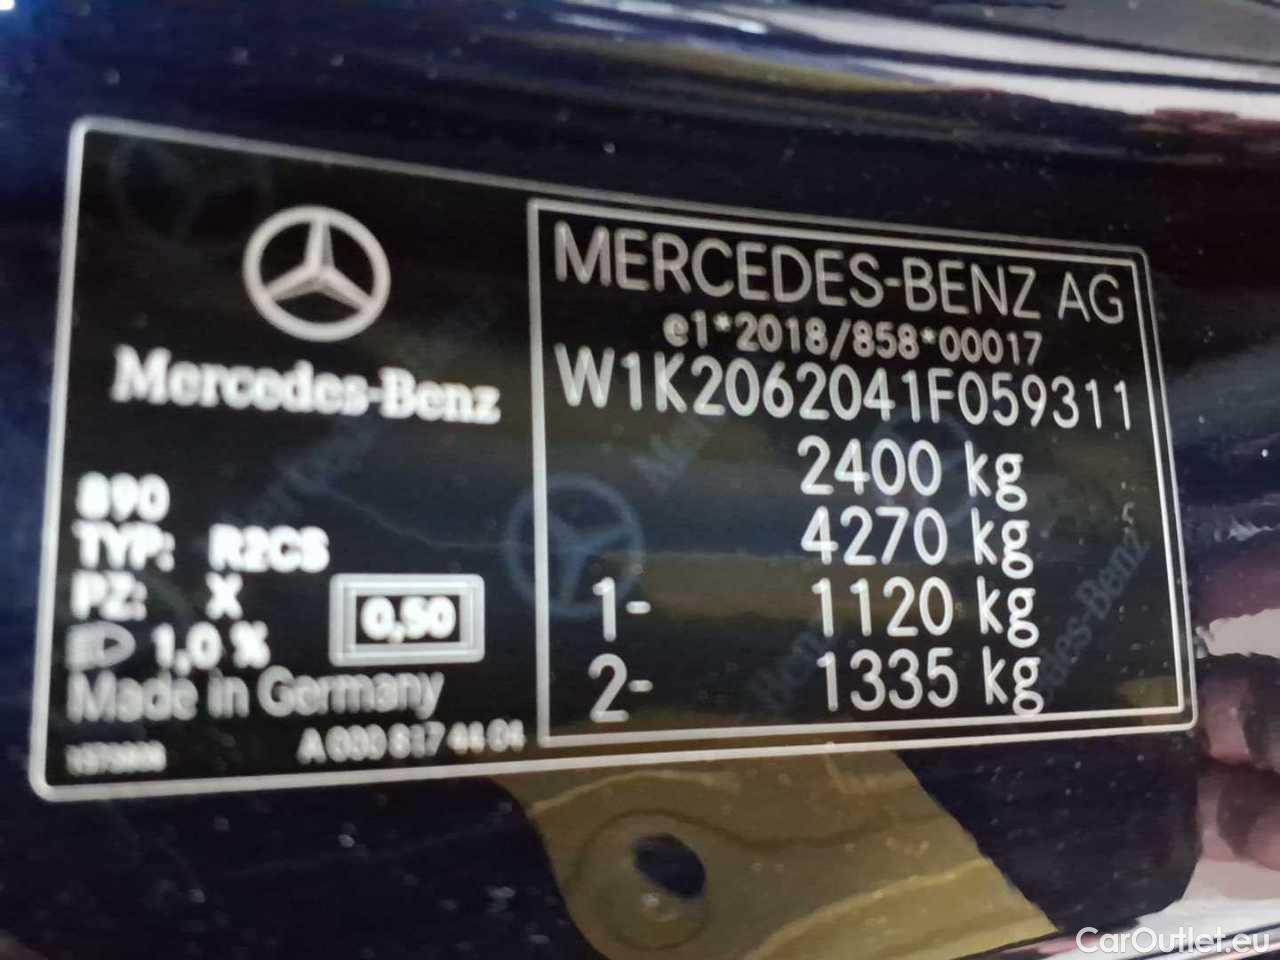 Mercedes-Benz
890
TYP: R2CS
PZ: X
1,0 %
0,50
Made in Germany
A 000 817 44 04
MERCEDES-BENZ AG
e1*2018/858*00017
W1K2062041F059311
2400 kg
4270 kg
1- 1120 kg
2- 1335 kg
CarOutlet.eu